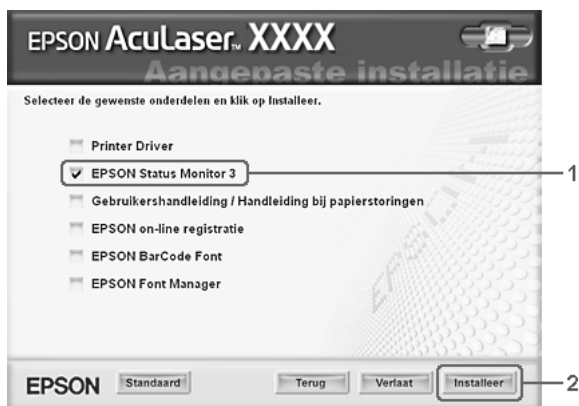 EPSON AcuLaser™ XXXX
Aangepaste installatie
Selecteer de gewenste onderdelen en klik op Installeer.
Printer Driver
EPSON Status Monitor 3
1
Gebruikershandleiding / Handleiding bij papierstoringen
EPSON on-line registratie
EPSON BarCode Font
EPSON Font Manager
EPSON
EPSON Standaard Terug Verlaat Installeer
2